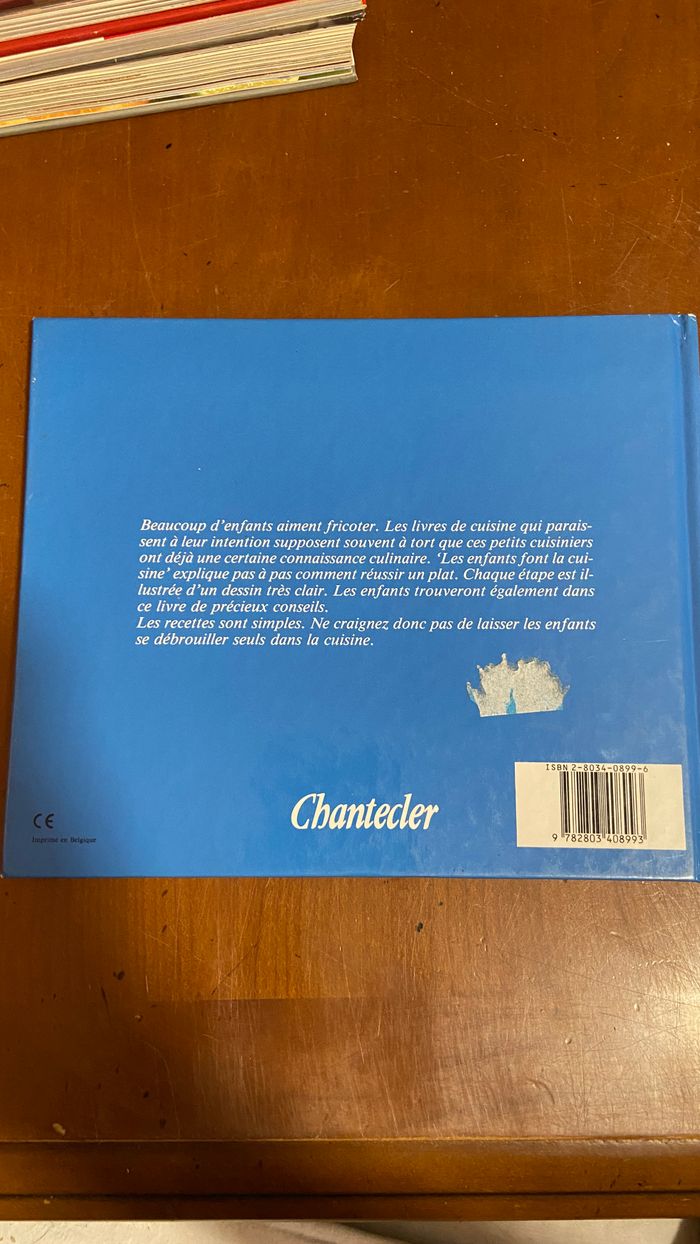 Beaucoup d'enfants aiment fricoter. Les livres de cuisine qui parais-
sent à leur intention supposent souvent à tort que ces petits cuisiniers
ont déjà une certaine connaissance culinaire. 'Les enfants font la cui-
sine' explique pas à pas comment réussir un plat. Chaque étape est il-
lustrée d'un dessin très clair. Les enfants trouveront également dans
ce livre de précieux conseils.
Les recettes sont simples. Ne craignez donc pas de laisser les enfants
se débrouiller seuls dans la cuisine.
ISBN 2-8034-0899-6
9 782803 408993
Chantecler
CE
Imprimé en Belgique